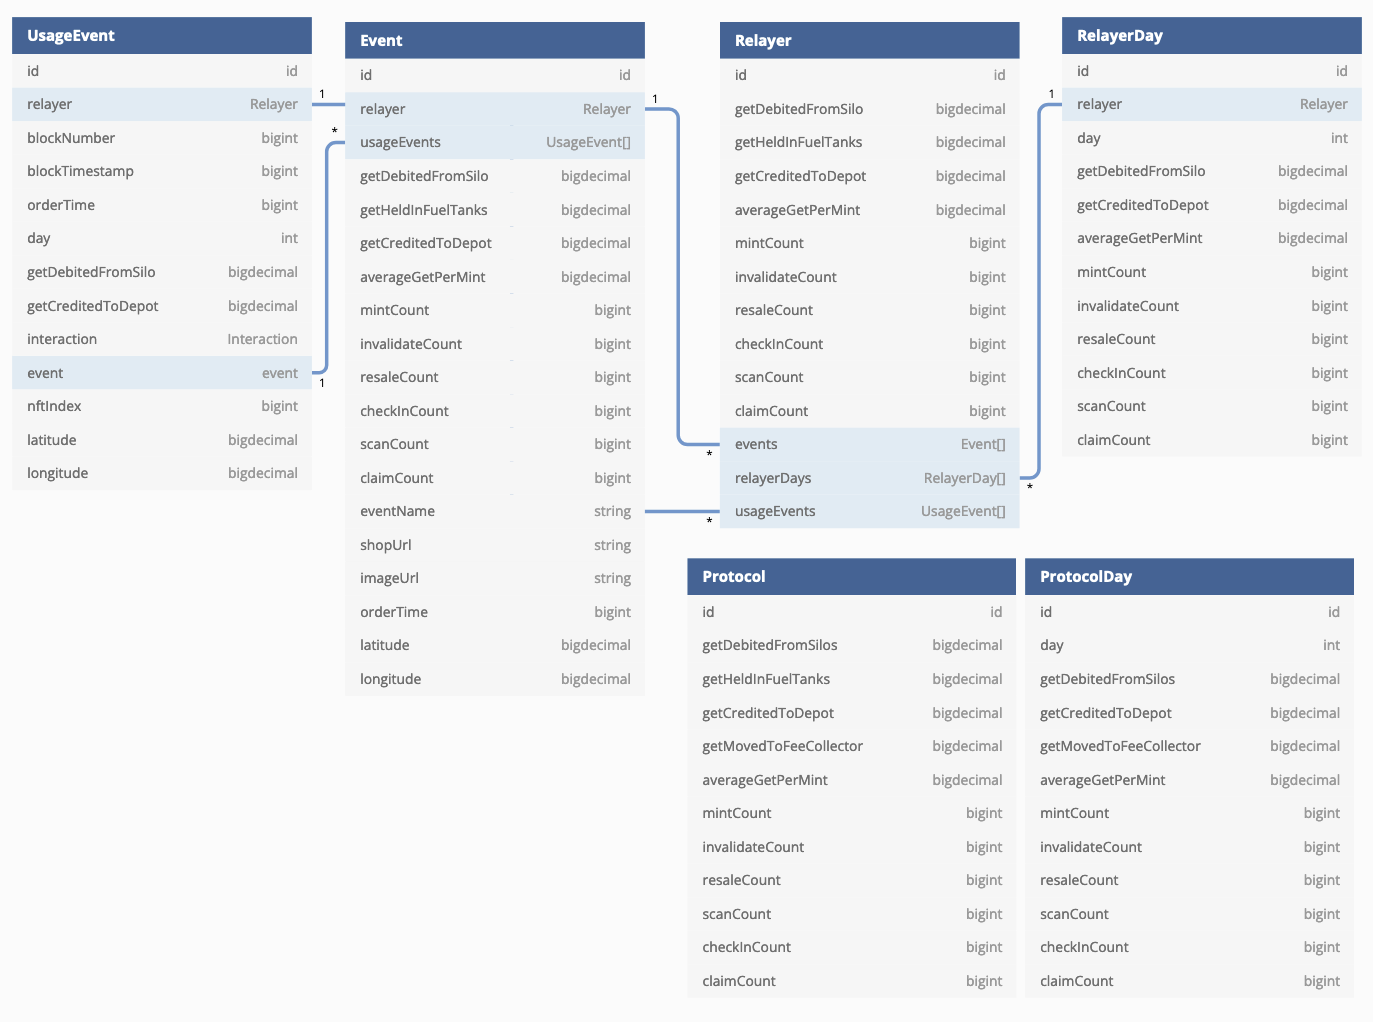 UsageEvent
id id
relayer Relayer
blockNumber bigint
blockTimestamp bigint
orderTime bigint
day int
getDebitedFromSilo bigdecimal
getCreditedToDepot bigdecimal
interaction Interaction
event event
nftIndex bigint
latitude bigdecimal
longitude bigdecimal
1
*
1
Event
id id
relayer Relayer
usageEvents UsageEvent[]
getDebitedFromSilo bigdecimal
getHeldInFuelTanks bigdecimal
getCreditedToDepot bigdecimal
averageGetPerMint bigdecimal
mintCount bigint
invalidateCount bigint
resaleCount bigint
checkInCount bigint
scanCount bigint
claimCount bigint
eventName string
shopUrl string
imageUrl string
orderTime bigint
latitude bigdecimal
longitude bigdecimal
1
*
*
Relayer
id id
getDebitedFromSilo bigdecimal
getHeldInFuelTanks bigdecimal
getCreditedToDepot bigdecimal
averageGetPerMint bigdecimal
mintCount bigint
invalidateCount bigint
resaleCount bigint
checkInCount bigint
scanCount bigint
claimCount bigint
events Event[]
relayerDays RelayerDay[]
usageEvents UsageEvent[]
1
*
RelayerDay
id id
relayer Relayer
day int
getDebitedFromSilo bigdecimal
getCreditedToDepot bigdecimal
averageGetPerMint bigdecimal
mintCount bigint
invalidateCount bigint
resaleCount bigint
checkInCount bigint
scanCount bigint
claimCount bigint
Protocol
id id
getDebitedFromSilos bigdecimal
getHeldInFuelTanks bigdecimal
getCreditedToDepot bigdecimal
getMovedToFeeCollector bigdecimal
averageGetPerMint bigdecimal
mintCount bigint
invalidateCount bigint
resaleCount bigint
scanCount bigint
checkInCount bigint
claimCount bigint
ProtocolDay
id id
day int
getDebitedFromSilos bigdecimal
getCreditedToDepot bigdecimal
getMovedToFeeCollector bigdecimal
averageGetPerMint bigdecimal
mintCount bigint
invalidateCount bigint
resaleCount bigint
scanCount bigint
checkInCount bigint
claimCount bigint